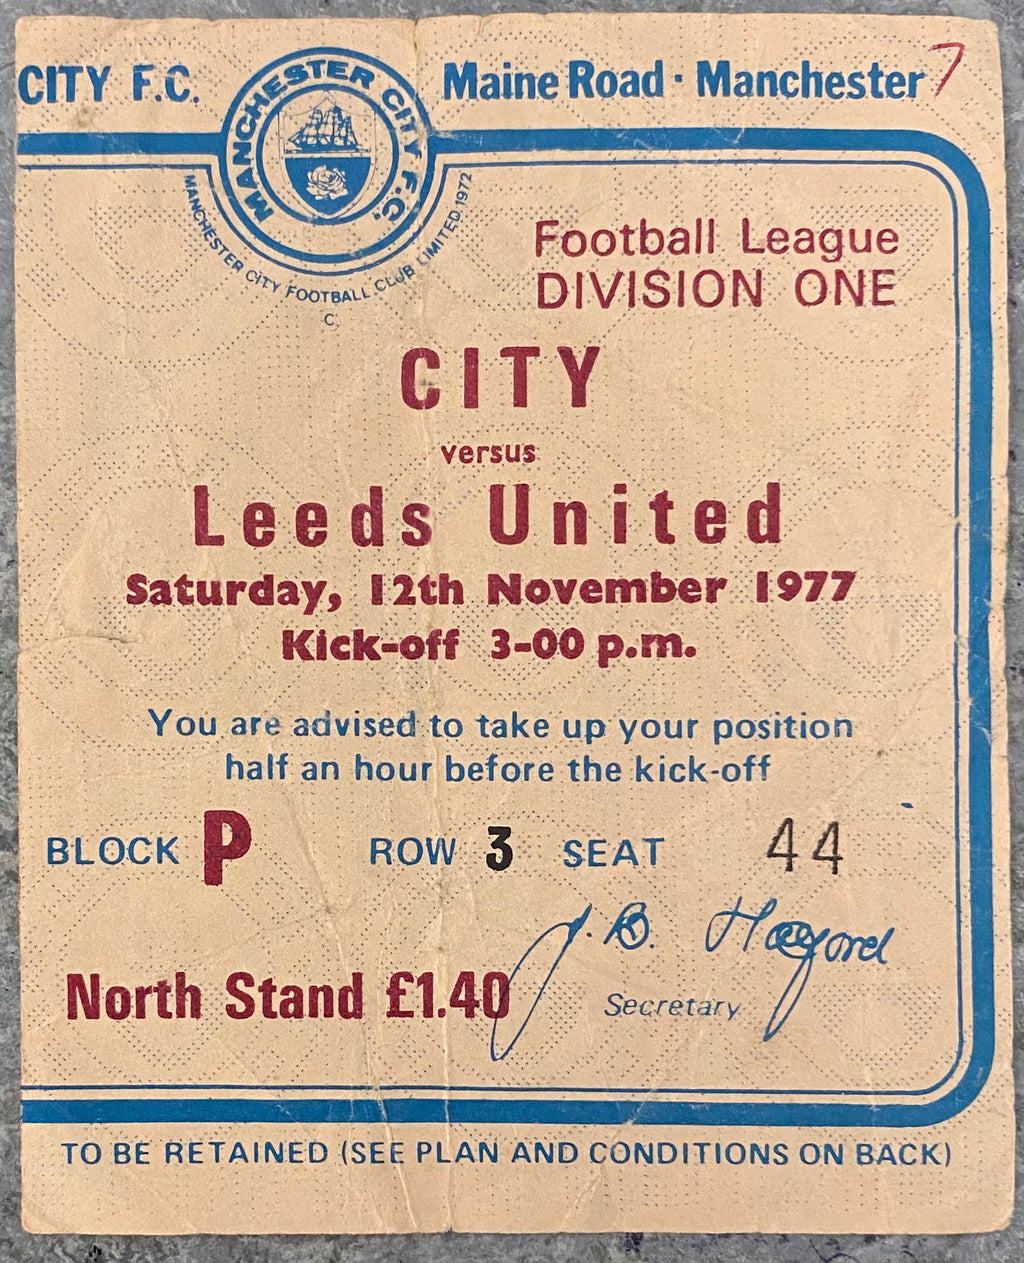 CITY F.C.
MANCHESTER CITY F.C.
Maine Road · Manchester
7
MANCHESTER CITY FOOTBALL CLUB LIMITED 1972
C
Football League
DIVISION ONE
CITY
versus
Leeds United
Saturday, 12th November 1977
Kick-off 3-00 p.m.
You are advised to take up your position
half an hour before the kick-off
BLOCK P ROW 3 SEAT 44
J. B.
North Stand £1.40
Secretary
TO BE RETAINED (SEE PLAN AND CONDITIONS ON BACK)